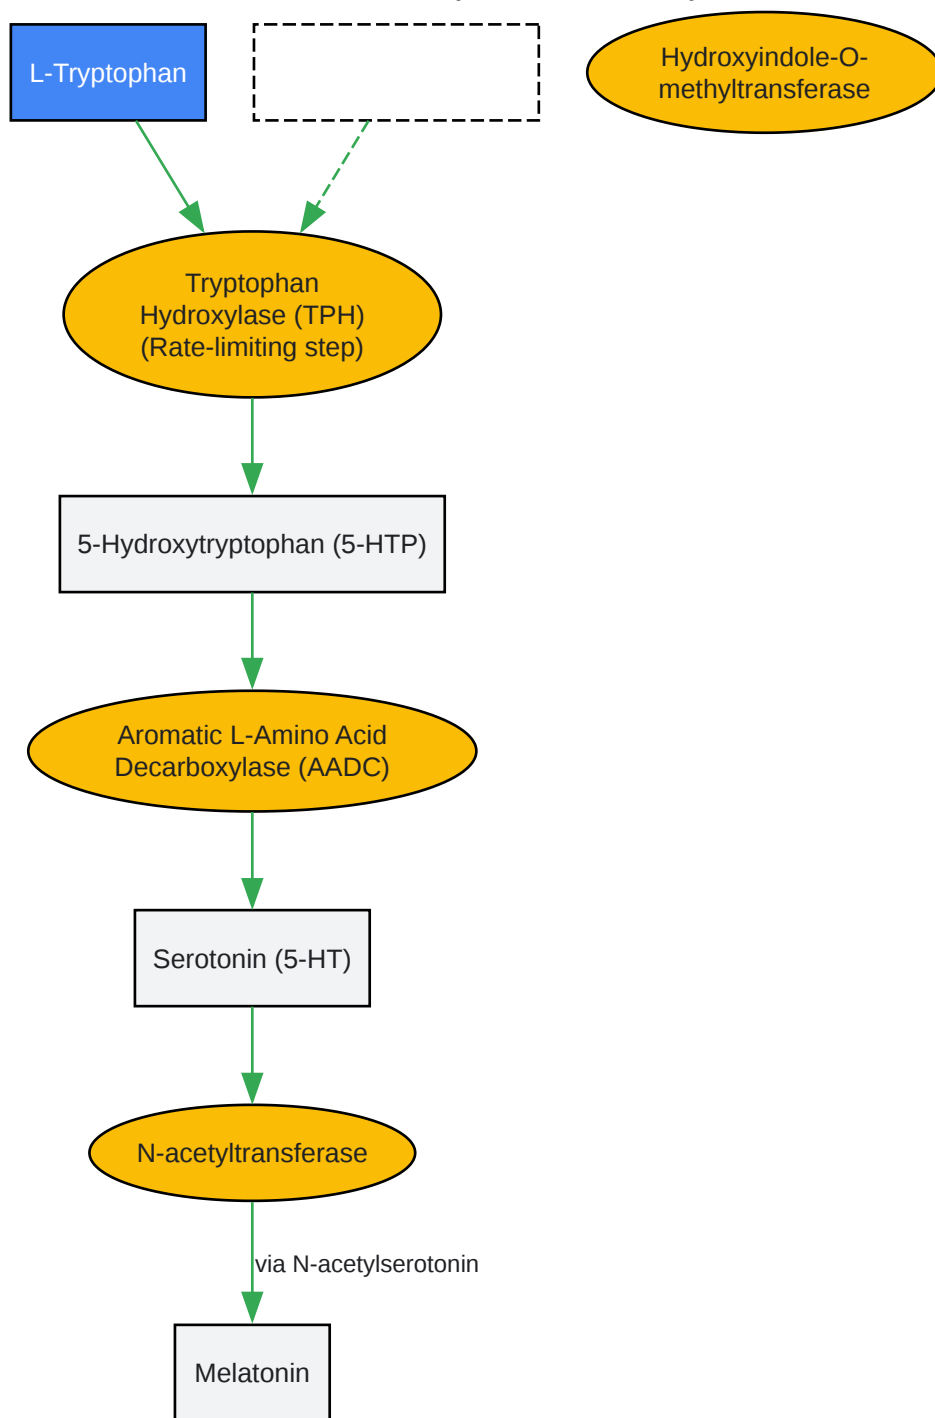 L-Tryptophan
Hydroxyindole-O-
methyltransferase
Tryptophan
Hydroxylase (TPH)
(Rate-limiting step)
5-Hydroxytryptophan (5-HTP)
Aromatic L-Amino Acid
Decarboxylase (AADC)
Serotonin (5-HT)
N-acetyltransferase
via N-acetylserotonin
Melatonin